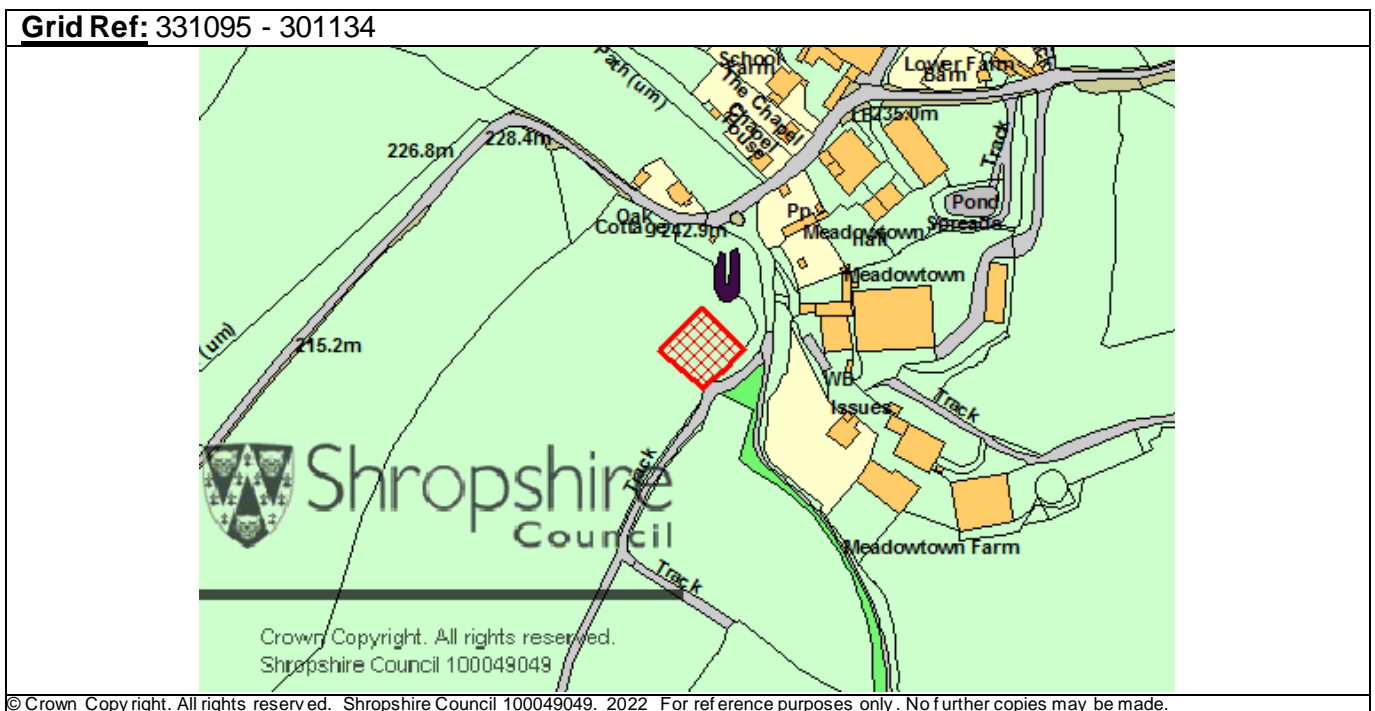 Grid Ref: 331095 - 301134
School
Farm
Lower Farm
Barn
Path (um)
The Chapel
Chapel
House
LB
235.0m
Track
226.8m
228.4m
Pond
Oak
Cottage
242.9m
Pp
Meadowtown
Hall
Spreads
Meadowtown
(um)
215.2m
WB
Issues
Track
Shropshire
Council
Track
Meadowtown Farm
Track
Crown Copyright. All rights reserved.
Shropshire Council 100049049
© Crown Copyright. All rights reserved. Shropshire Council 100049049. 2022 For reference purposes only. No further copies may be made.